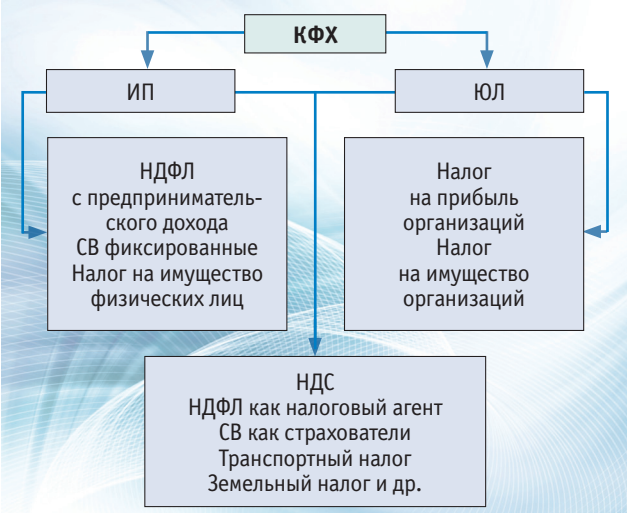 КФХ
ИП
ЮЛ
НДФЛ
с предприниматель-
ского дохода
СВ фиксированные
Налог на имущество
физических лиц
Налог
на прибыль
организаций
Налог
на имущество
организаций
НДС
НДФЛ как налоговый агент
СВ как страхователи
Транспортный налог
Земельный налог и др.